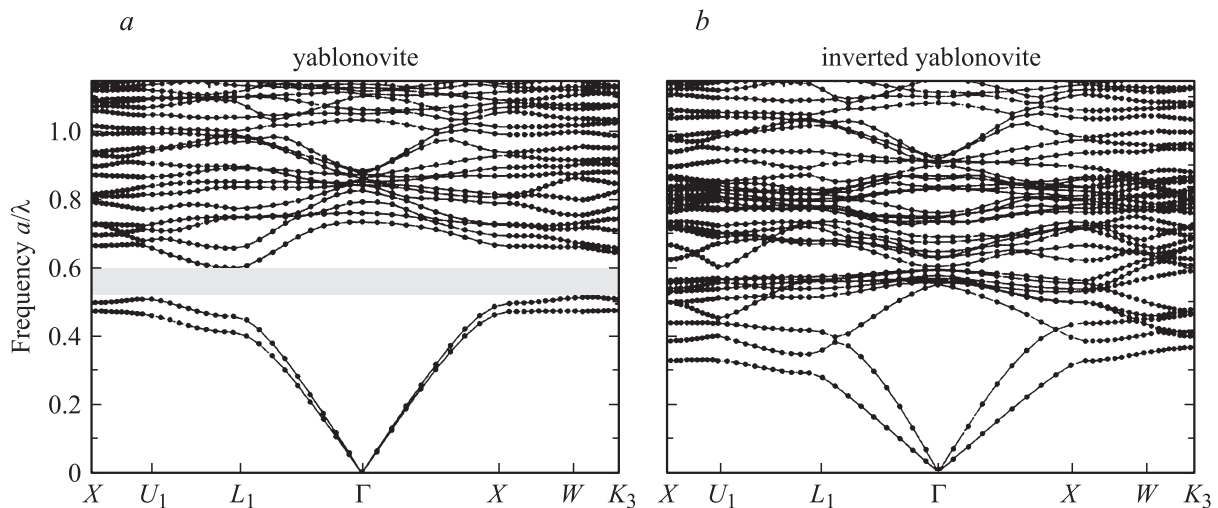 a
b
yablonovite
inverted yablonovite
Frequency a/λ
1.0
0.8
0.6
0.4
0.2
0
X U₁ L₁ Γ X W K₃
X U₁ L₁ Γ X W K₃